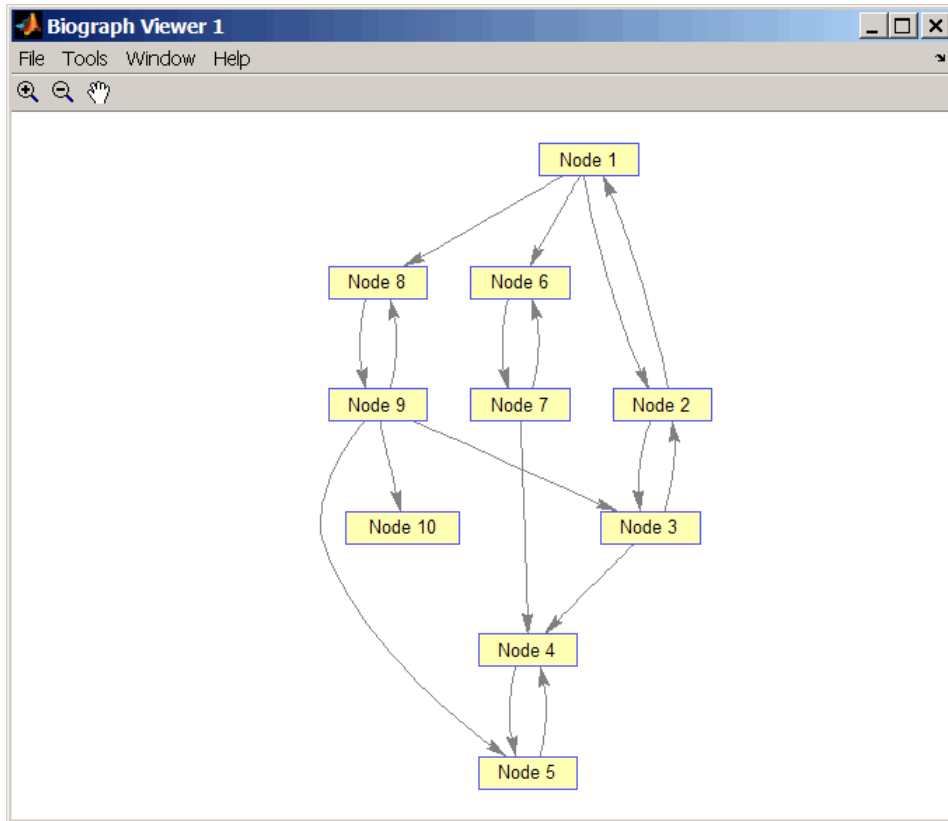 Biograph Viewer 1
File Tools Window Help
Node 1
Node 8 Node 6
Node 9 Node 7 Node 2
Node 10 Node 3
Node 4
Node 5